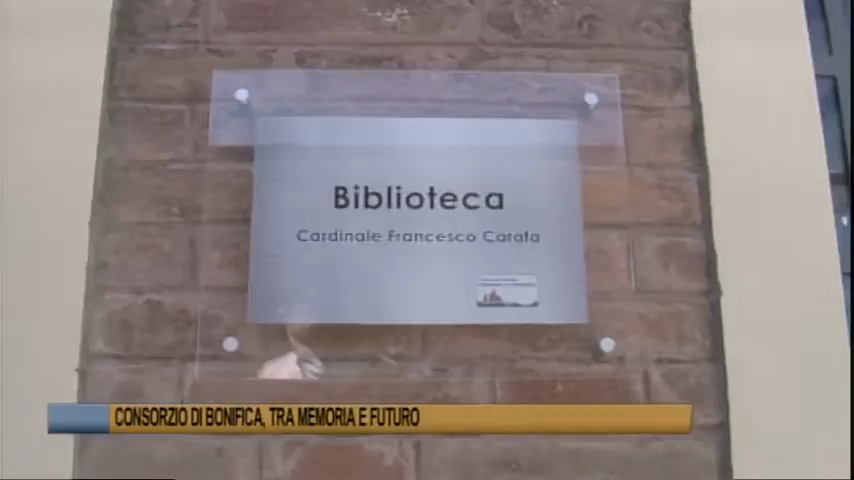 Biblioteca
Cardinale Francesco Carafa
CONSORZIO DI BONIFICA, TRA MEMORIA E FUTURO